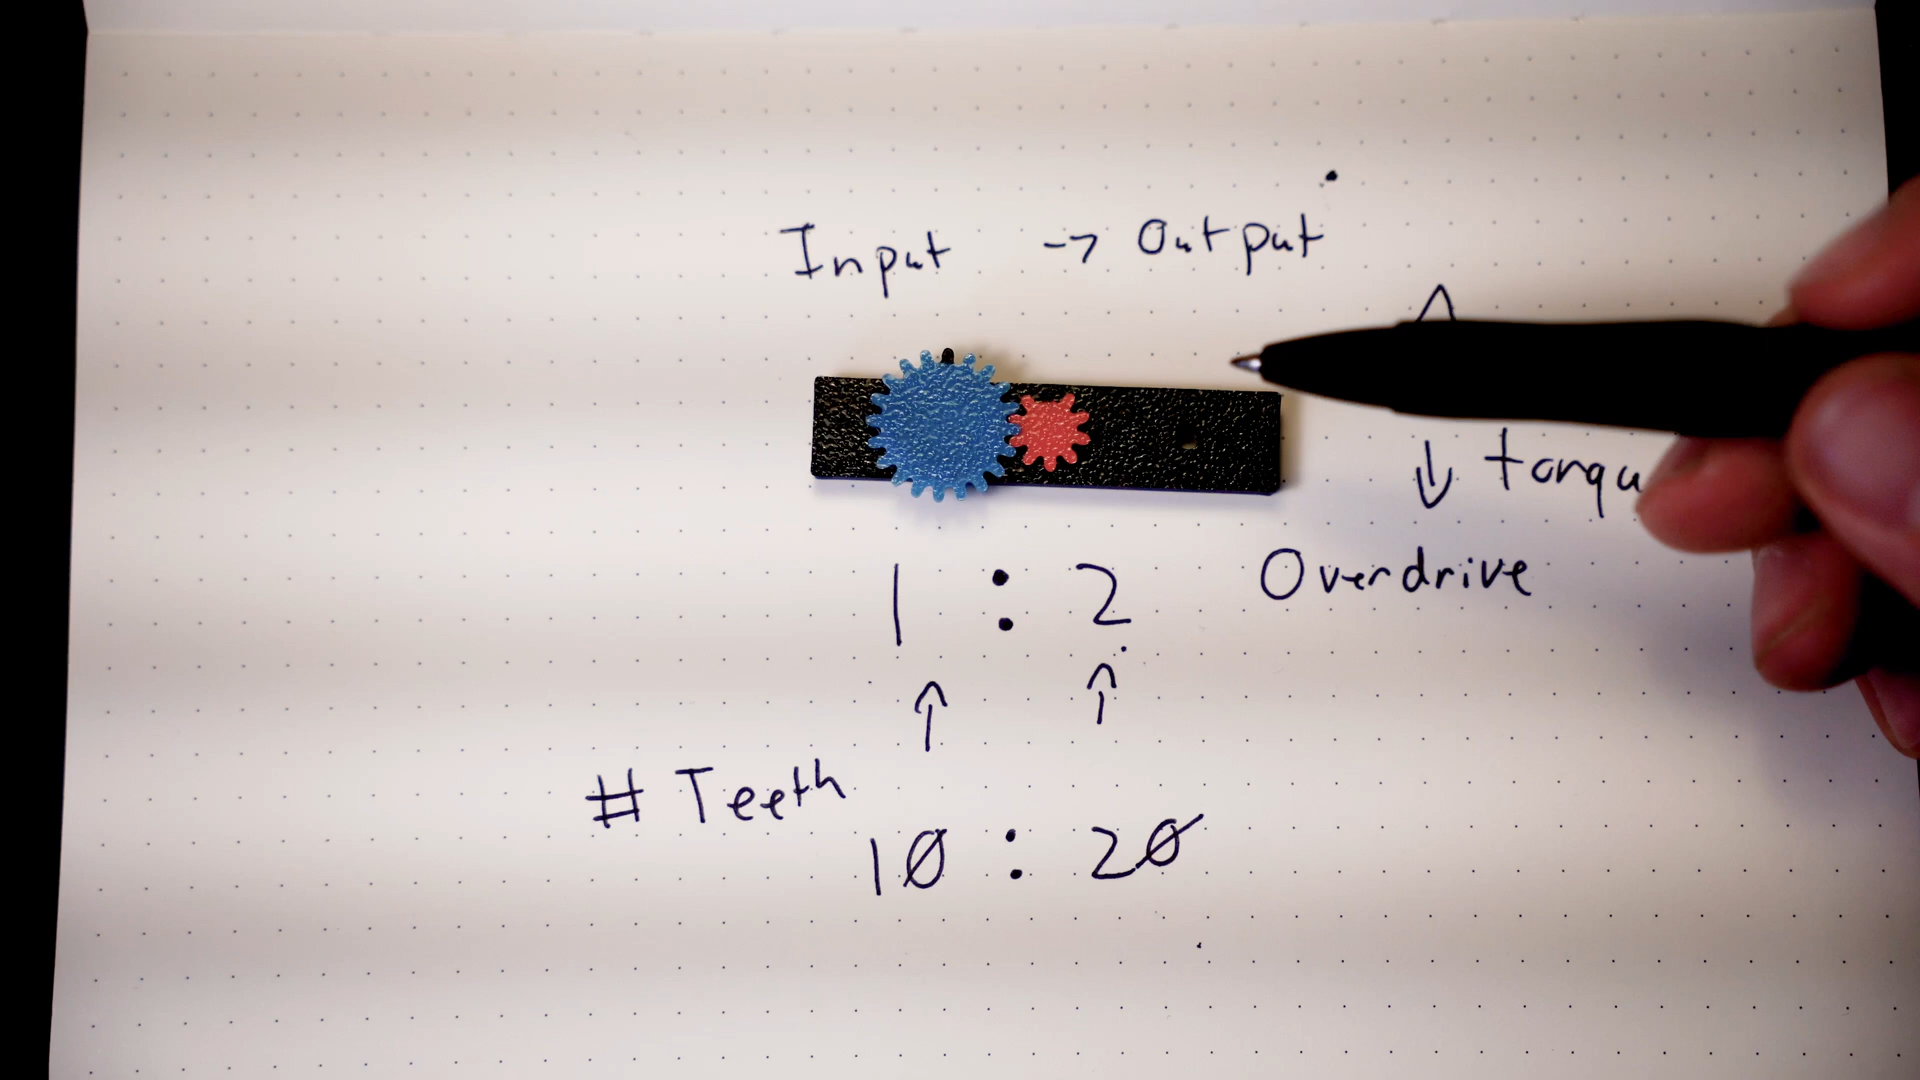 Input -> Output
↑
↓ torqu
1 : 2 Overdrive
↑ ↑
# Teeth
10 : 20